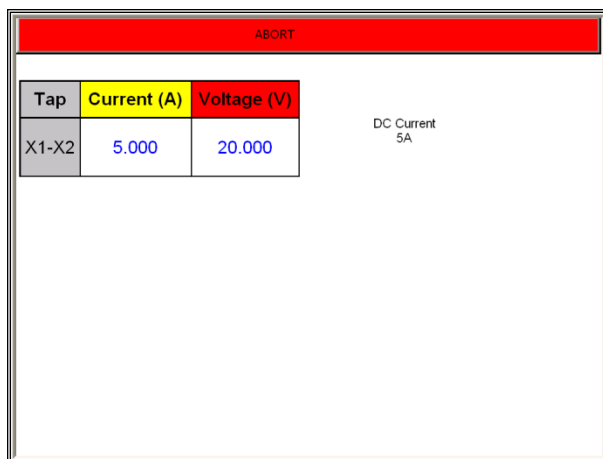 ABORT
Tap Current (A) Voltage (V)
X1-X2 5.000 20.000
DC Current
5A